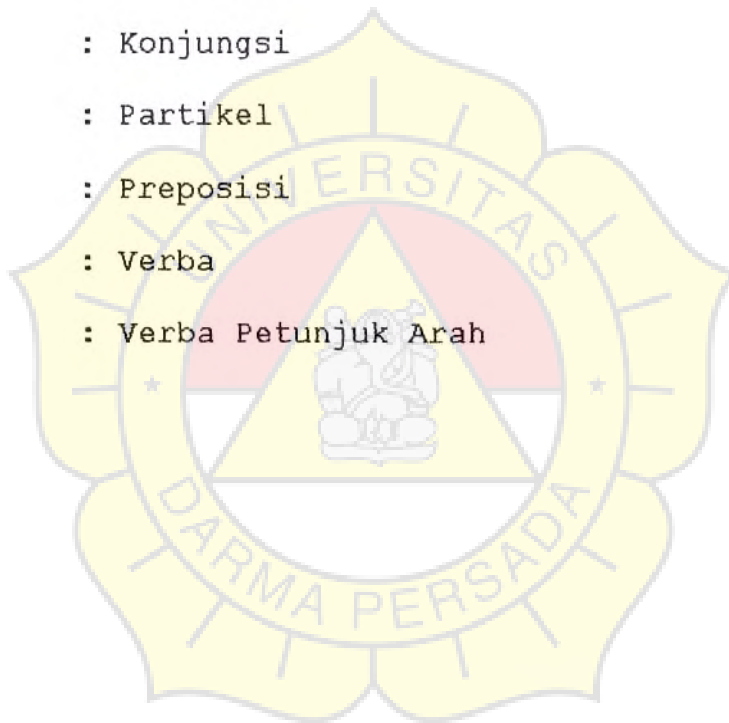 : Konjungsi
: Partikel
: Preposisi
: Verba
: Verba Petunjuk Arah
UNIVERSITAS
DARMA PERSADA